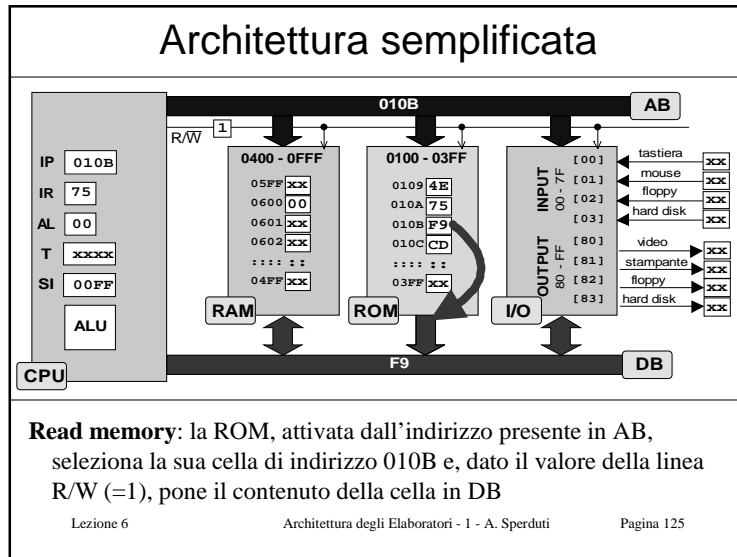 Architettura semplificata
010B
AB
R/W
1
IP 010B
IR 75
AL 00
T xxxx
SI 00FF
ALU
CPU
0400 - 0FFF
05FF xx
0600 00
0601 xx
0602 xx
:::: :
04FF xx
RAM
0100 - 03FF
0109 4E
010A 75
010B F9
010C CD
:::: ::
03FF xx
ROM
INPUT
00 - 7F
[00]
[01]
[02]
[03]
OUTPUT
80 - FF
[80]
[81]
[82]
[83]
I/O
tastiera xx
mouse xx
floppy xx
hard disk xx
video xx
stampante xx
floppy xx
hard disk xx
F9
DB
Read memory: la ROM, attivata dall'indirizzo presente in AB,
seleziona la sua cella di indirizzo 010B e, dato il valore della linea
R/W (=1), pone il contenuto della cella in DB
Lezione 6 Architettura degli Elaboratori - 1 - A. Sperduti Pagina 125